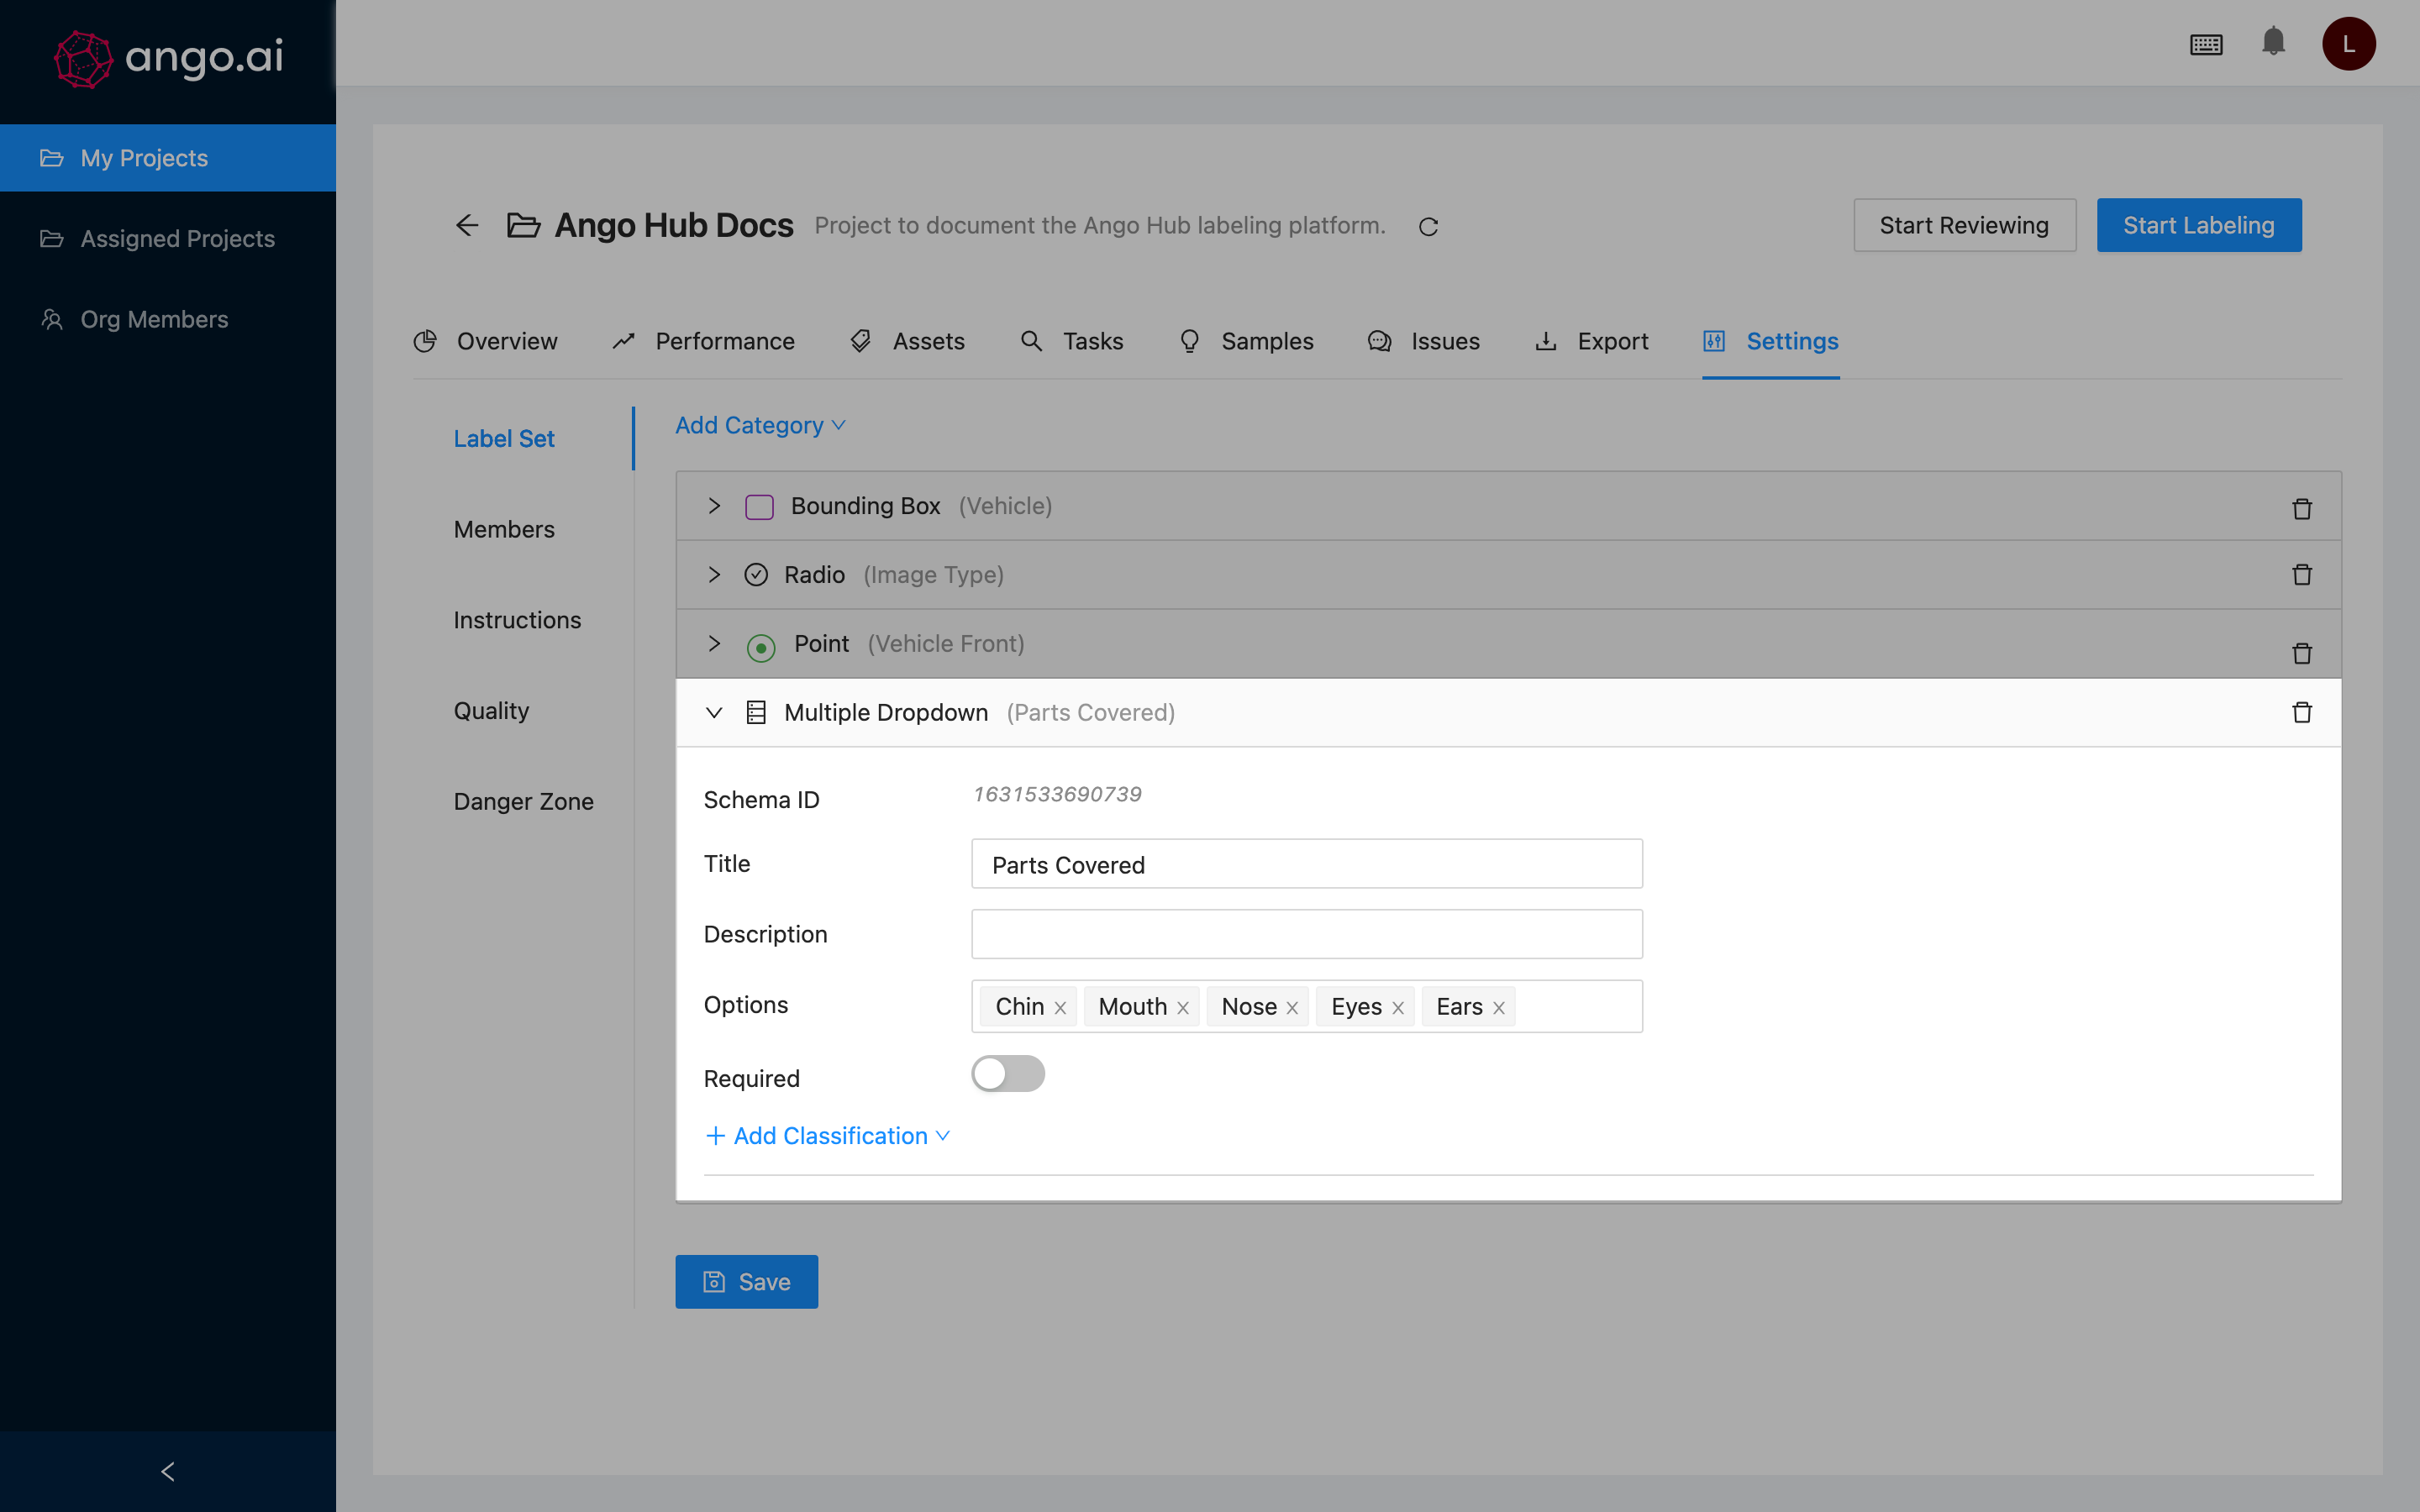 ango.ai
L
My Projects
Assigned Projects
Org Members
Ango Hub Docs Project to document the Ango Hub labeling platform.
Start Reviewing Start Labeling
Overview Performance Assets Tasks Samples Issues Export Settings
Label Set
Members
Instructions
Quality
Danger Zone
Add Category
Bounding Box (Vehicle)
Radio (Image Type)
Point (Vehicle Front)
Multiple Dropdown (Parts Covered)
Schema ID 1631533690739
Title Parts Covered
Description
Options Chin Mouth Nose Eyes Ears
Required
+ Add Classification
Save